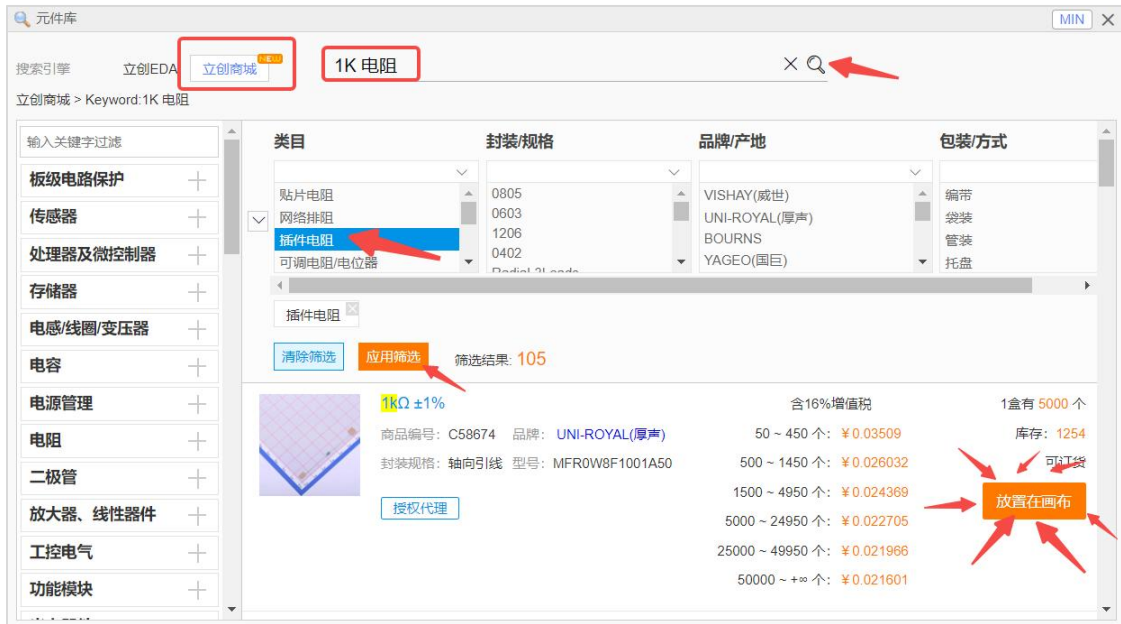 元件库
MIN
搜索引擎 立创EDA 立创商城 NEW 1K 电阻
立创商城 > Keyword:1K 电阻
输入关键字过滤
板级电路保护
传感器
处理器及微控制器
存储器
电感/线圈/变压器
电容
电源管理
电阻
二极管
放大器、线性器件
工控电气
功能模块
类目
贴片电阻
网络排阻
插件电阻
可调电阻/电位器
封装/规格
0805
0603
1206
0402
Radial,2Leads
品牌/产地
VISHAY(威世)
UNI-ROYAL(厚声)
BOURNS
YAGEO(国巨)
包装/方式
编带
袋装
管装
托盘
插件电阻
清除筛选 应用筛选 筛选结果: 105
1kΩ ±1%
商品编号: C58674 品牌: UNI-ROYAL(厚声)
封装规格: 轴向引线 型号: MFR0W8F1001A50
授权代理
含16%增值税
50 ~ 450 个: ¥0.03509
500 ~ 1450 个: ¥0.026032
1500 ~ 4950 个: ¥0.024369
5000 ~ 24950 个: ¥0.022705
25000 ~ 49950 个: ¥0.021966
50000 ~ +∞ 个: ¥0.021601
1盒有 5000 个
库存: 1254
可订货
放置在画布